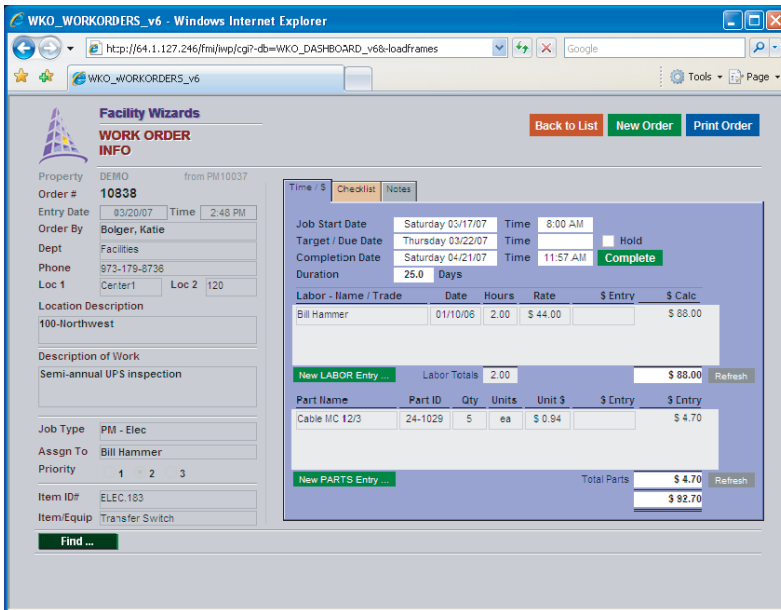 WKO_WORKORDERS_v6 - Windows Internet Explorer
http://64.1.127.246/fmi/iwp/cgi?-db=WKO_DASHBOARD_v6&-loadframes
Google
WKO_WORKORDERS_v6
Tools
Page
Facility Wizards
WORK ORDER
INFO
Back to List
New Order
Print Order
Property DEMO from PM10037
Order # 10838
Entry Date 03/20/07 Time 2:48 PM
Order By Bolger, Katie
Dept Facilities
Phone 973-179-8736
Loc 1 Center1 Loc 2 120
Location Description
100-Northwest
Description of Work
Semi-annual UPS inspection
Job Type PM - Elec
Assgn To Bill Hammer
Priority 1 2 3
Item ID# ELEC.183
Item/Equip Transfer Switch
Find ...
Time / $ Checklist Notes
Job Start Date Saturday 03/17/07 Time 8:00 AM
Target / Due Date Thursday 03/22/07 Time Hold
Completion Date Saturday 04/21/07 Time 11:57 AM Complete
Duration 25.0 Days
Labor - Name / Trade Date Hours Rate $ Entry $ Calc
Bill Hammer 01/10/06 2.00 $ 44.00 $ 88.00
New LABOR Entry ... Labor Totals 2.00 $ 88.00 Refresh
Part Name Part ID Qty Units Unit $ $ Entry $ Entry
Cable MC 12/3 24-1029 5 ea $ 0.94 $ 4.70
New PARTS Entry ... Total Parts $ 4.70 Refresh
$ 92.70